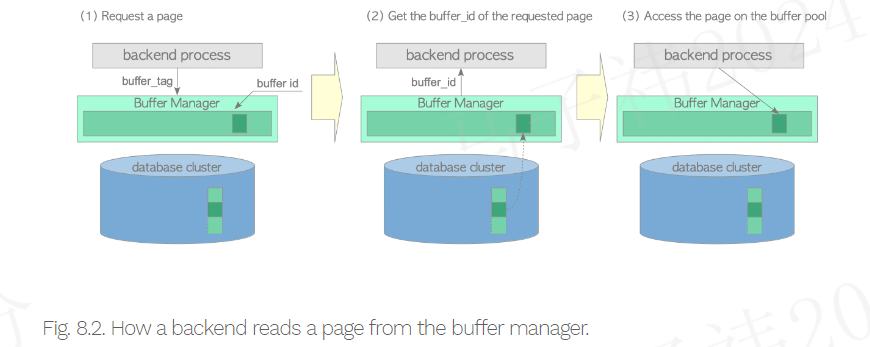 (1) Request a page
(2) Get the buffer_id of the requested page
(3) Access the page on the buffer pool
backend process
backend process
backend process
buffer_tag
buffer id
buffer_id
Buffer Manager
Buffer Manager
Buffer Manager
database cluster
database cluster
database cluster
Fig. 8.2. How a backend reads a page from the buffer manager.